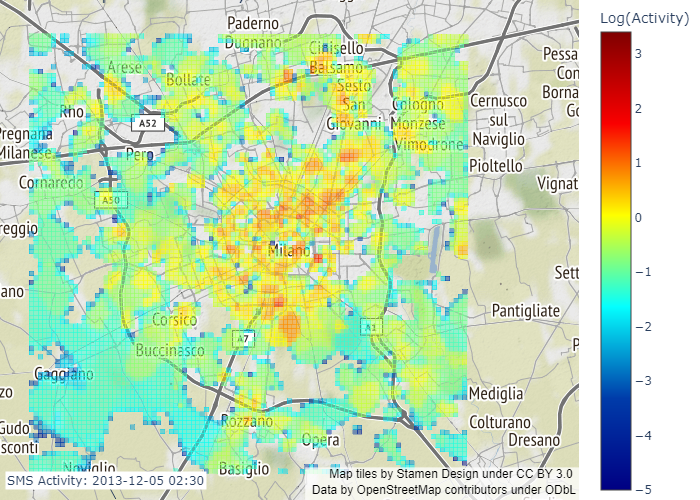 Paderno
Dugnano
Cinisello
Balsamo
Log(Activity)
Arese
Bollate
Sesto
San
Giovanni
Cologno
Monzese
Vimodrone
Cernusco
sul
Naviglio
Pessa
Con
Borna
Go
Rho
A52
Pregnana
Milanese
Pero
Pioltello
Cornaredo
Vignat
A50
reggio
Milano
Sett
ano
Pantigliate
Corsico
A7
A1
Buccinasco
P
Gaggiano
zo
Mediglia
Rozzano
Colturano
Gudo
sconti
Opera
Dresano
Noviglio
Basiglio
SMS Activity: 2013-12-05 02:30
Map tiles by Stamen Design under CC BY 3.0
Data by OpenStreetMap contributors under ODbL
3
2
1
0
−1
−2
−3
−4
−5